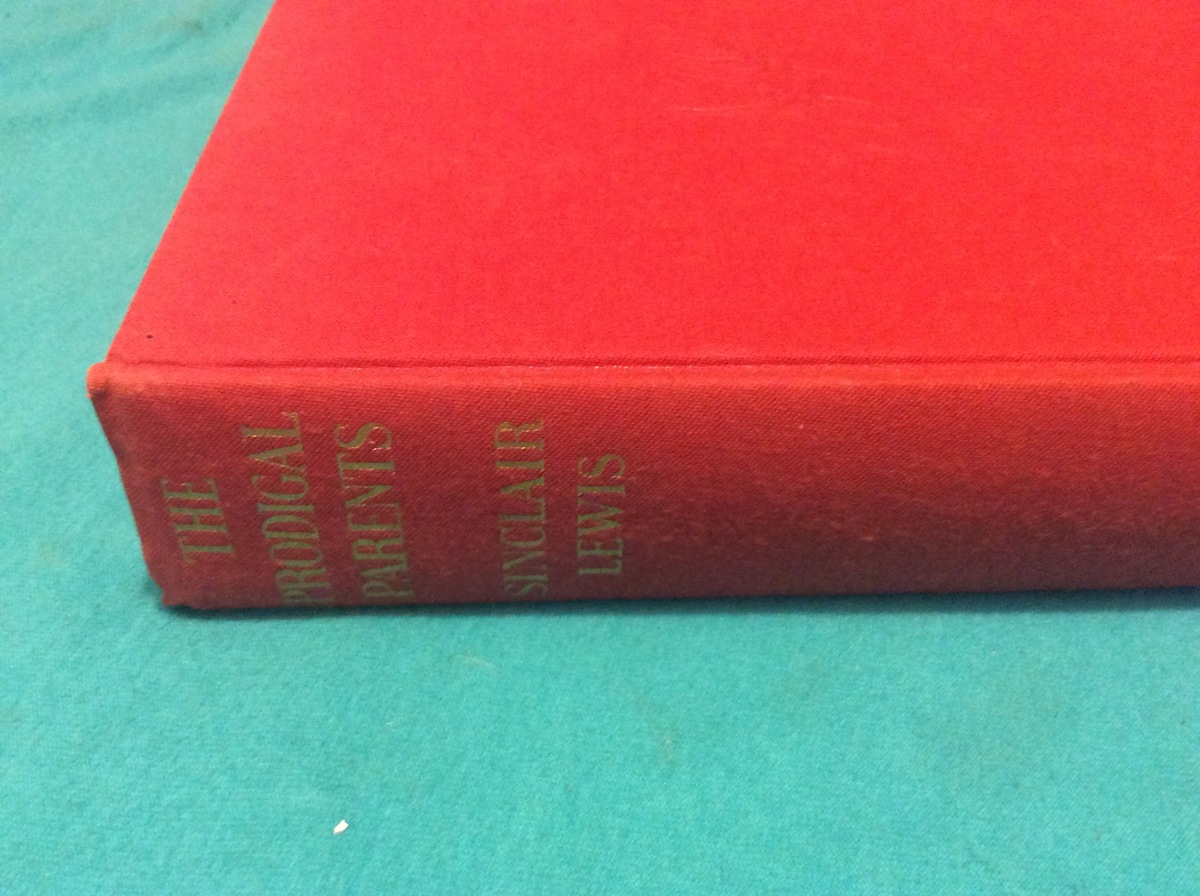 THE
PRODIGAL
PARENTS
SINCLAIR
LEWIS